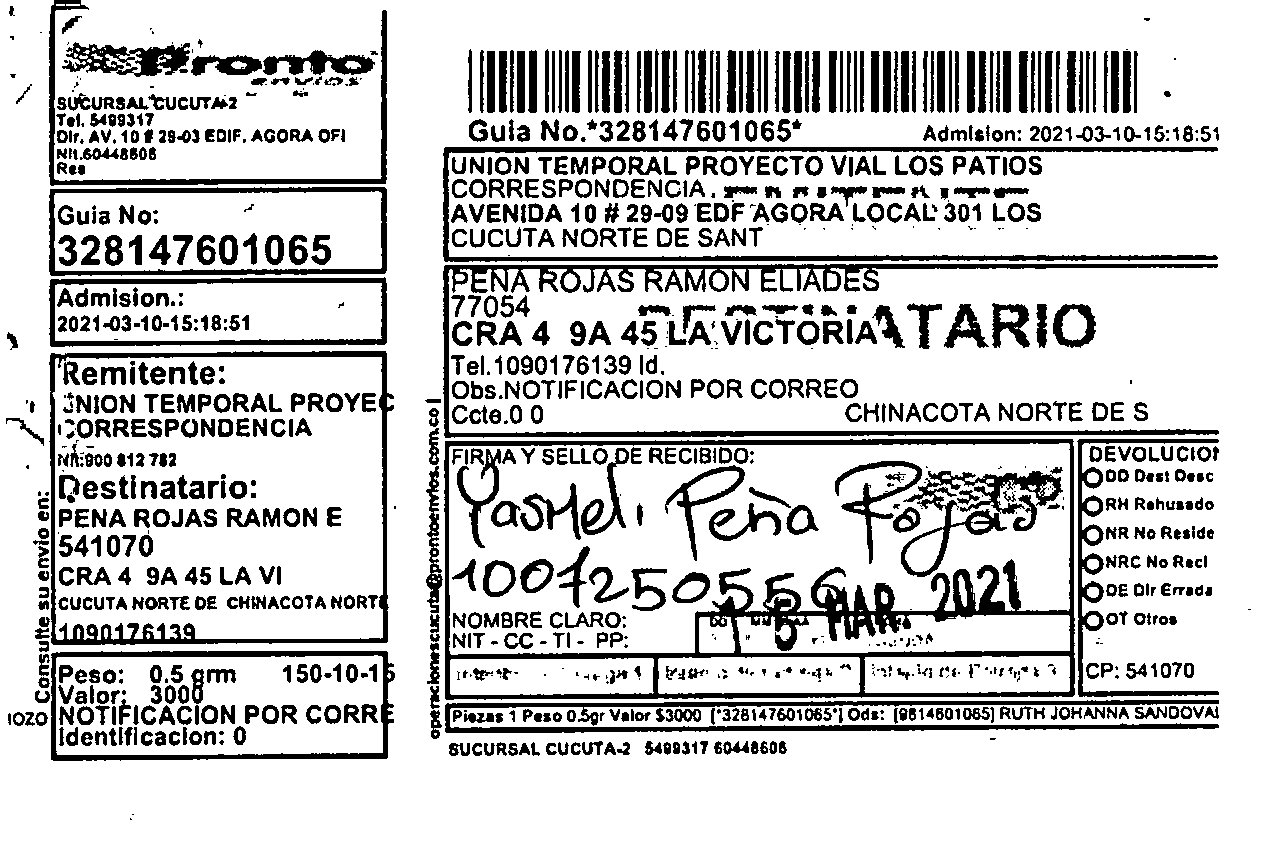 Pronto
envios
SUCURSAL CUCUTA-2
Tel. 5499317
Dir. AV. 10 # 29-03 EDIF. AGORA OFI
Nit.60448606
Res
Guia No:
328147601065
Admision.:
2021-03-10-15:18:51
Remitente:
UNION TEMPORAL PROYEC
CORRESPONDENCIA
Nit:900 812 782
Destinatario:
PENA ROJAS RAMON E
541070
CRA 4 9A 45 LA VI
CUCUTA NORTE DE CHINACOTA NORTE
1090176139
Peso: 0.5 grm 150-10-15
Valor: 3000
NOTIFICACION POR CORRE
Identificacion: 0
Consulte su envio en:
operacionescucuta@prontoenvios.com.co
Guia No.*328147601065*
Admision: 2021-03-10-15:18:51
UNION TEMPORAL PROYECTO VIAL LOS PATIOS
CORRESPONDENCIA
AVENIDA 10 # 29-09 EDF AGORA LOCAL 301 LOS
CUCUTA NORTE DE SANT
PENA ROJAS RAMON ELIADES
77054
DESTINATARIO
CRA 4 9A 45 LA VICTORIA
Tel.1090176139 Id.
Obs.NOTIFICACION POR CORREO
Ccte.0 0 CHINACOTA NORTE DE S
FIRMA Y SELLO DE RECIBIDO:
Yasmeli Peña Rojas
1007250556
15 MAR. 2021
NOMBRE CLARO:
NIT - CC - TI - PP:
DEVOLUCION
DD Dest Desc
RH Rehusado
NR No Reside
NRC No Recl
DE Dir Errada
OT Otros
CP: 541070
Piezas 1 Peso 0.5gr Valor $3000 [*328147601065*] Ods: [9814601065] RUTH JOHANNA SANDOVAL
SUCURSAL CUCUTA-2 5499317 60448606